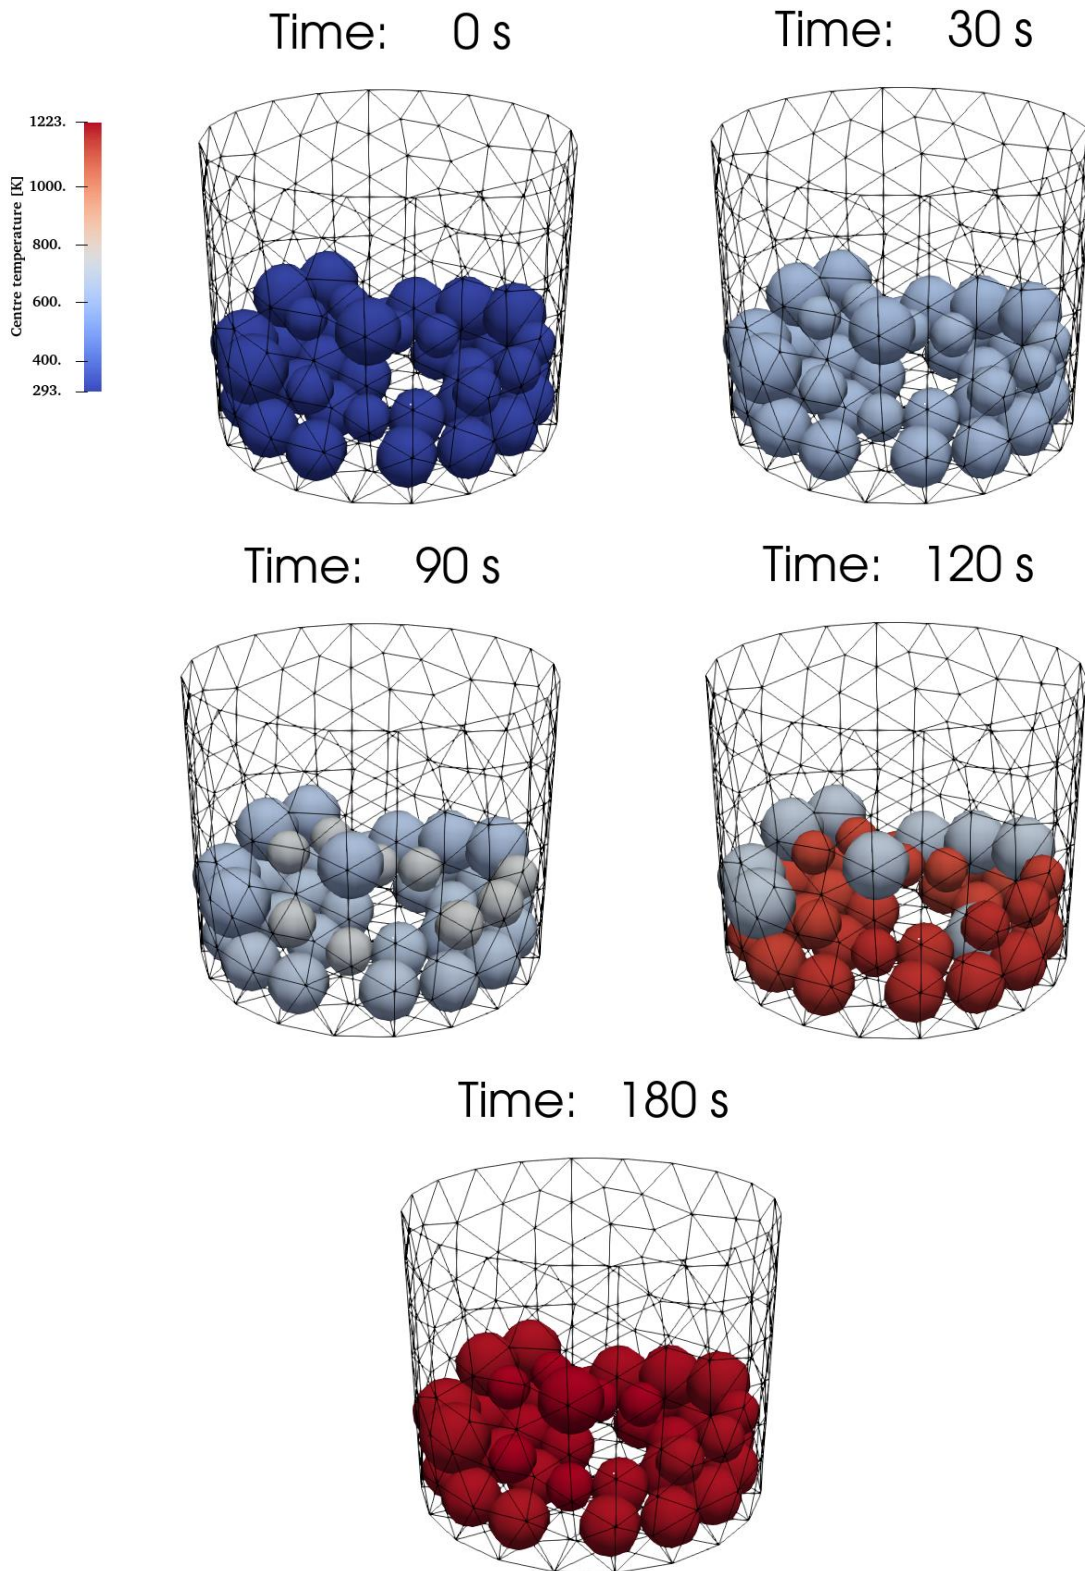 Time: 0 s
Time: 30 s
1223.
1000.
800.
600.
400.
293.
Centre temperature [K]
Time: 90 s
Time: 120 s
Time: 180 s